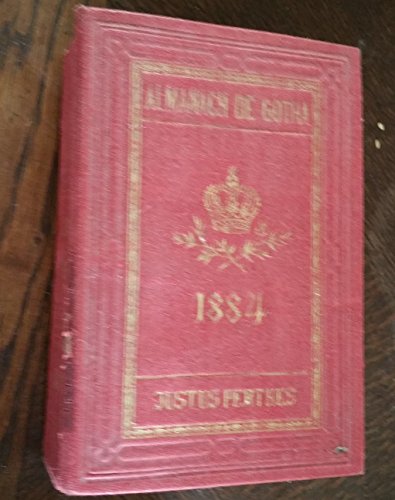 ALMANACH DE GOTHA
1884
JUSTUS PERTHES